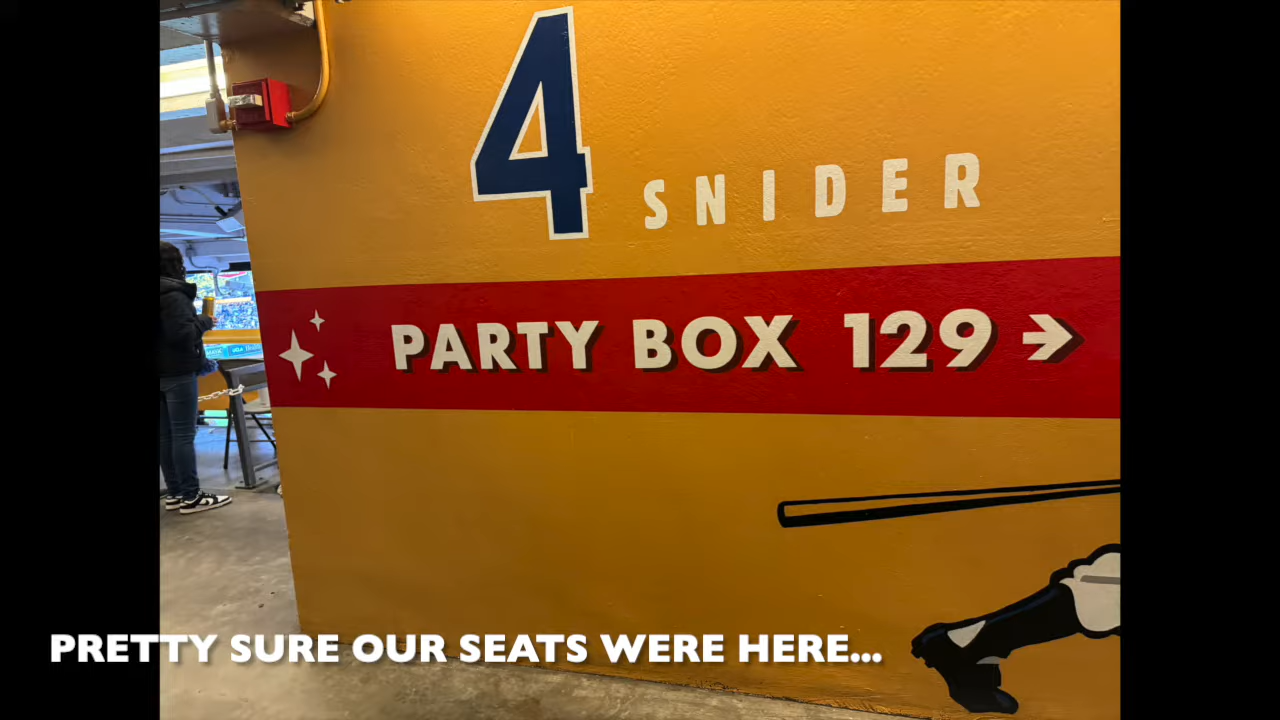 4
SNIDER
PARTY BOX 129 →
PRETTY SURE OUR SEATS WERE HERE...